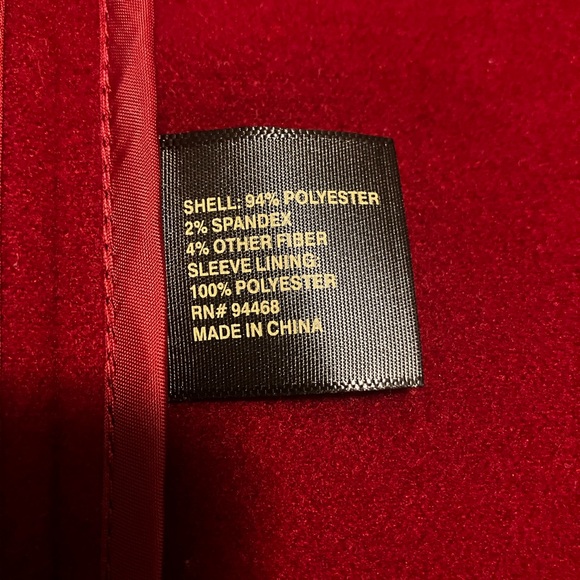 SHELL: 94% POLYESTER
2% SPANDEX
4% OTHER FIBER
SLEEVE LINING:
100% POLYESTER
RN# 94468
MADE IN CHINA